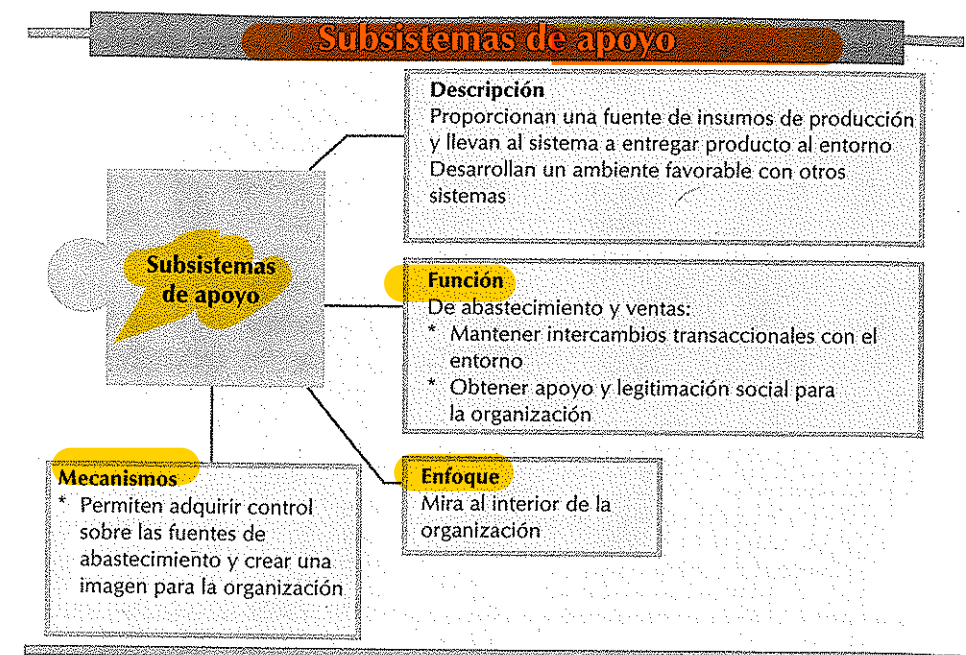 Subsistemas de apoyo
Descripción
Proporcionan una fuente de insumos de producción
y llevan al sistema a entregar producto al entorno
Desarrollan un ambiente favorable con otros
sistemas
Subsistemas
de apoyo
Función
De abastecimiento y ventas:
* Mantener intercambios transaccionales con el
entorno
* Obtener apoyo y legitimación social para
la organización
Enfoque
Mira al interior de la
organización
Mecanismos
* Permiten adquirir control
sobre las fuentes de
abastecimiento y crear una
imagen para la organización